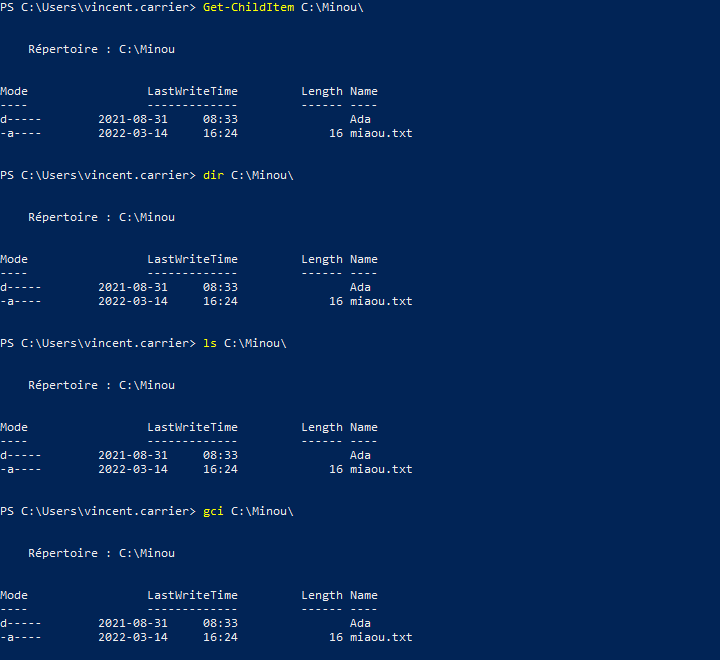 PS C:\Users\vincent.carrier> Get-ChildItem C:\Minou\
Répertoire : C:\Minou
Mode                 LastWriteTime         Length Name
----                 -------------         ------ ----
d-----        2021-08-31     08:33                Ada
-a----        2022-03-14     16:24             16 miaou.txt
PS C:\Users\vincent.carrier> dir C:\Minou\
Répertoire : C:\Minou
Mode                 LastWriteTime         Length Name
----                 -------------         ------ ----
d-----        2021-08-31     08:33                Ada
-a----        2022-03-14     16:24             16 miaou.txt
PS C:\Users\vincent.carrier> ls C:\Minou\
Répertoire : C:\Minou
Mode                 LastWriteTime         Length Name
----                 -------------         ------ ----
d-----        2021-08-31     08:33                Ada
-a----        2022-03-14     16:24             16 miaou.txt
PS C:\Users\vincent.carrier> gci C:\Minou\
Répertoire : C:\Minou
Mode                 LastWriteTime         Length Name
----                 -------------         ------ ----
d-----        2021-08-31     08:33                Ada
-a----        2022-03-14     16:24             16 miaou.txt